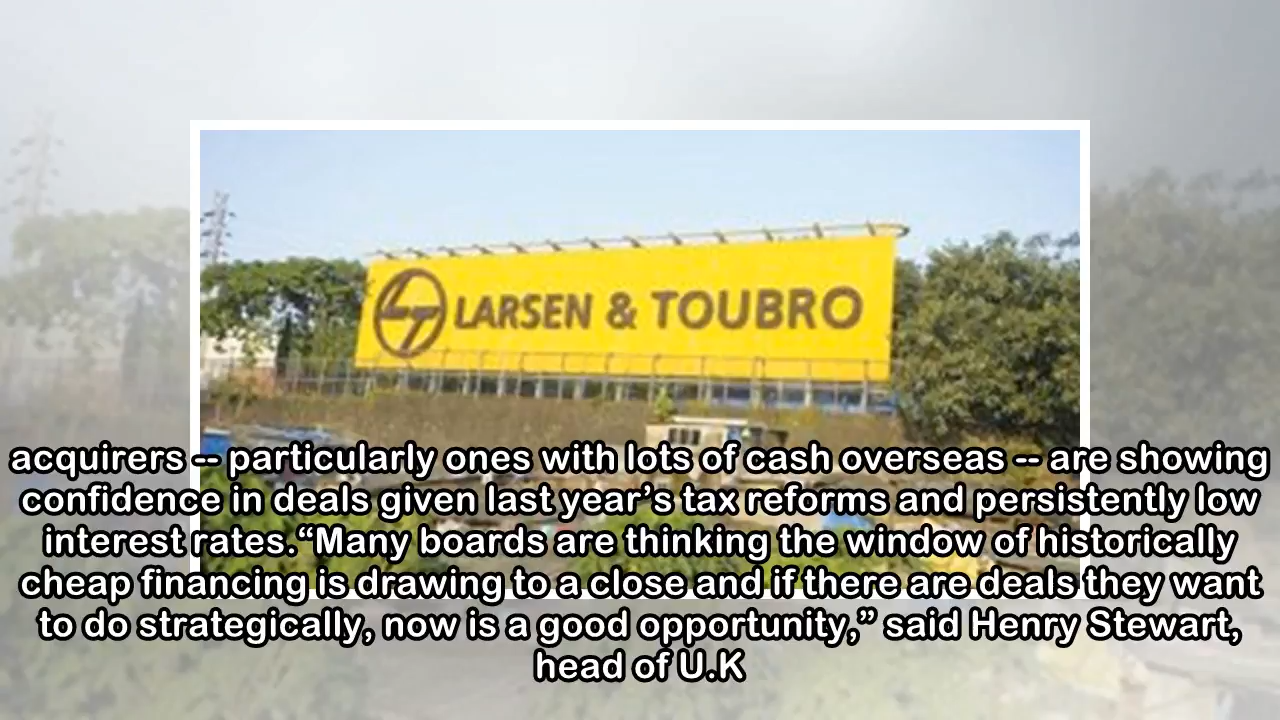 LT LARSEN & TOUBRO
acquirers -- particularly ones with lots of cash overseas -- are showing
confidence in deals given last year’s tax reforms and persistently low
interest rates.“Many boards are thinking the window of historically
cheap financing is drawing to a close and if there are deals they want
to do strategically, now is a good opportunity,” said Henry Stewart,
head of U.K